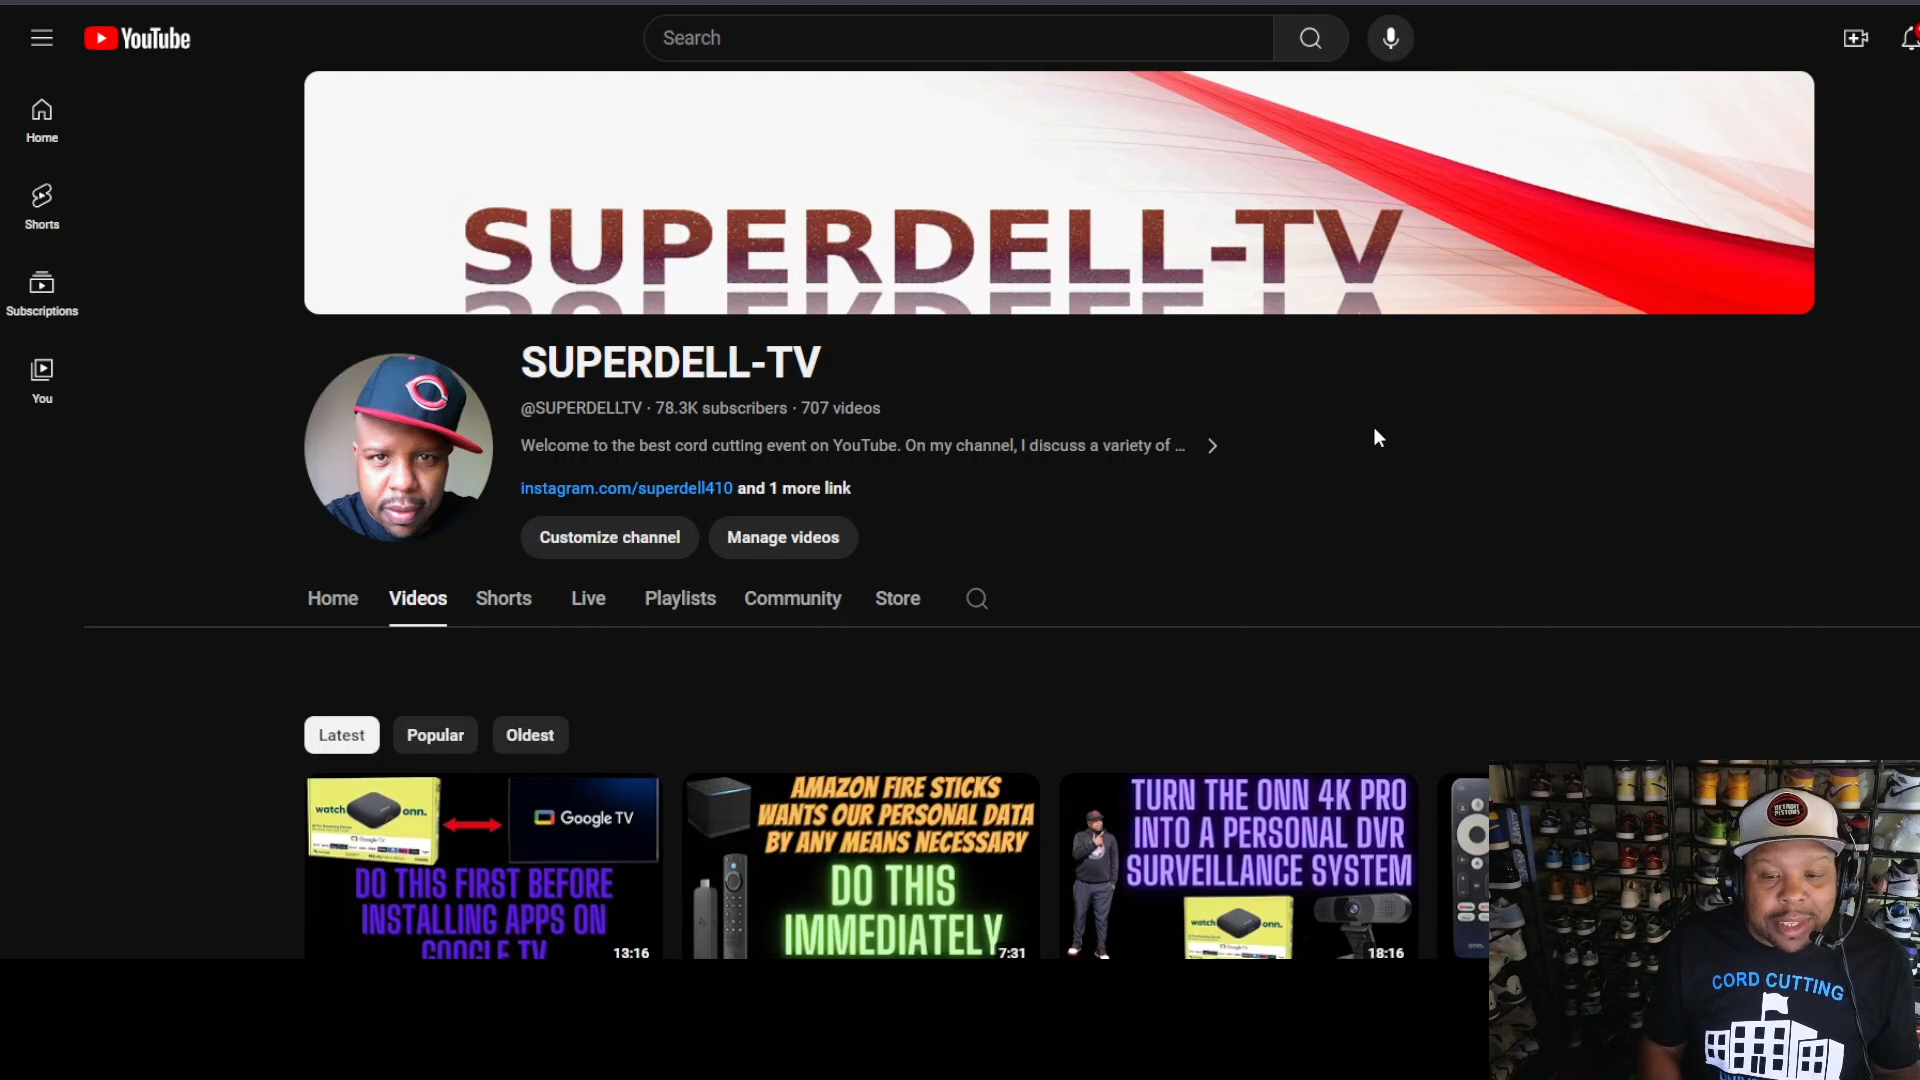 YouTube
Search
Home
Shorts
Subscriptions
You
SUPERDELL-TV
SUPERDELL-TV
@SUPERDELLTV · 78.3K subscribers · 707 videos
Welcome to the best cord cutting event on YouTube. On my channel, I discuss a variety of ...
instagram.com/superdell410 and 1 more link
Customize channel
Manage videos
Home Videos Shorts Live Playlists Community Store
Latest Popular Oldest
watch onn.
Google TV
DO THIS FIRST BEFORE
INSTALLING APPS ON
GOOGLE TV
13:16
AMAZON FIRE STICKS
WANTS OUR PERSONAL DATA
BY ANY MEANS NECESSARY
DO THIS
IMMEDIATELY
7:31
TURN THE ONN 4K PRO
INTO A PERSONAL DVR
SURVEILLANCE SYSTEM
watch onn.
18:16
onn.
DETROIT
PISTONS
CORD CUTTING